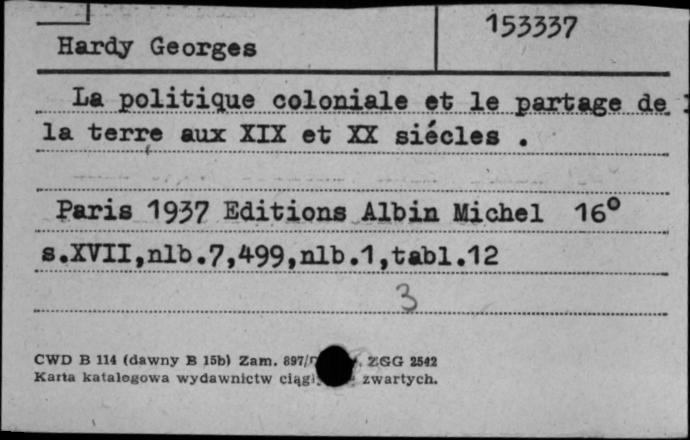 153337
Hardy Georges
La politique coloniale et le partage de
la terre aux XIX et XX siécles .
Paris 1937 Editions Albin Michel 16°
s.XVII,nlb.7,499,nlb.1,tabl.12
3
CWD B 114 (dawny B 15b) Zam. 897/ ZGG 2542
Karta katalogowa wydawnictw zwartych.